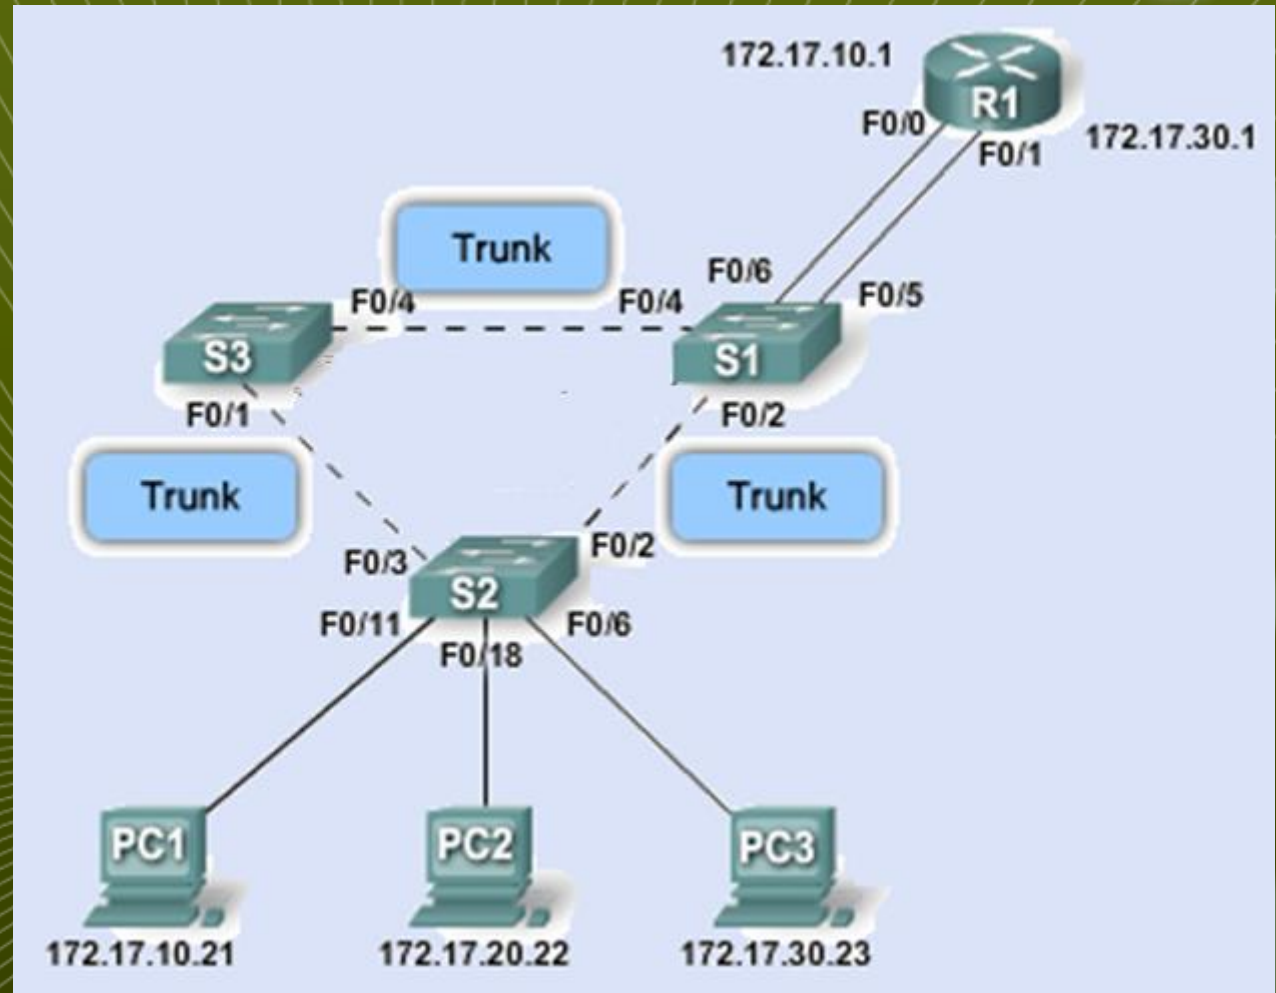 172.17.10.1
R1
F0/0
172.17.30.1
F0/1
Trunk
F0/6
F0/4
F0/4
F0/5
S3
S1
F0/1
F0/2
Trunk
Trunk
F0/3
F0/2
S2
F0/11
F0/18
F0/6
PC1
PC2
PC3
172.17.10.21
172.17.20.22
172.17.30.23